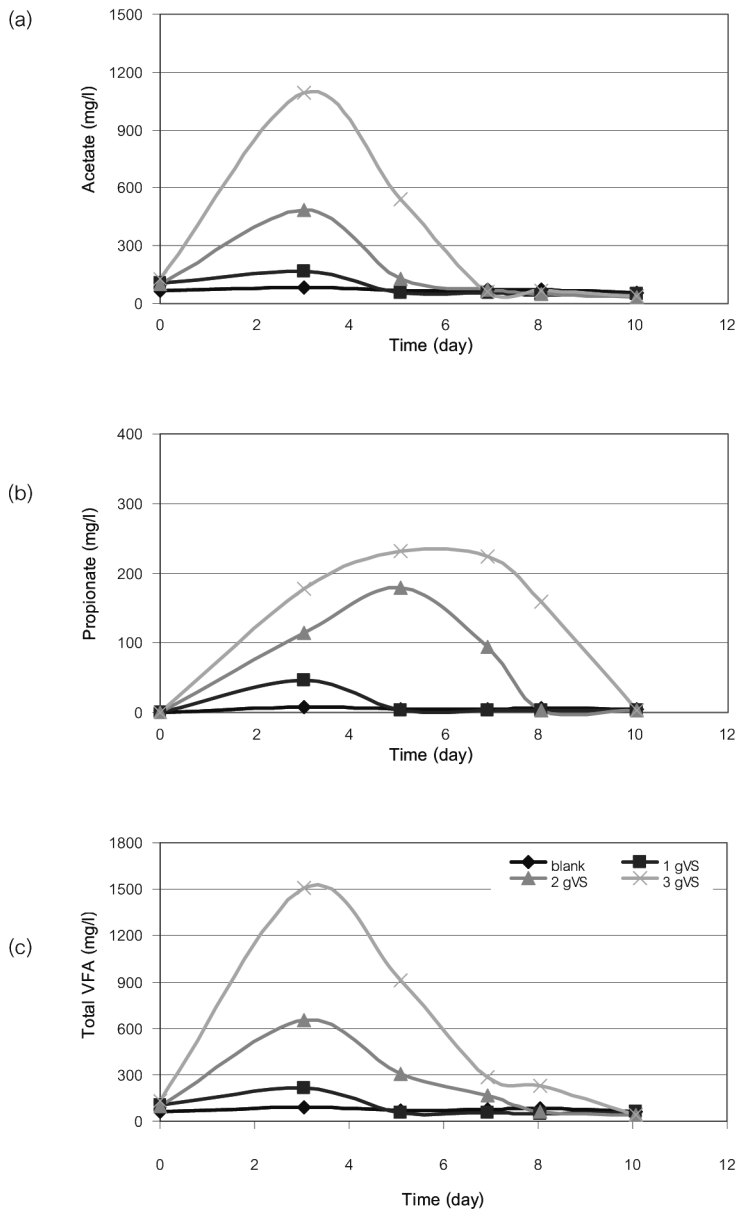 (a)
Acetate (mg/l)
1500
1200
900
600
300
0
0 2 4 6 8 10 12
Time (day)
(b)
Propionate (mg/l)
400
300
200
100
0
0 2 4 6 8 10 12
Time (day)
(c)
Total VFA (mg/l)
1800
1500
1200
900
600
300
0
blank 1 gVS
2 gVS 3 gVS
0 2 4 6 8 10 12
Time (day)